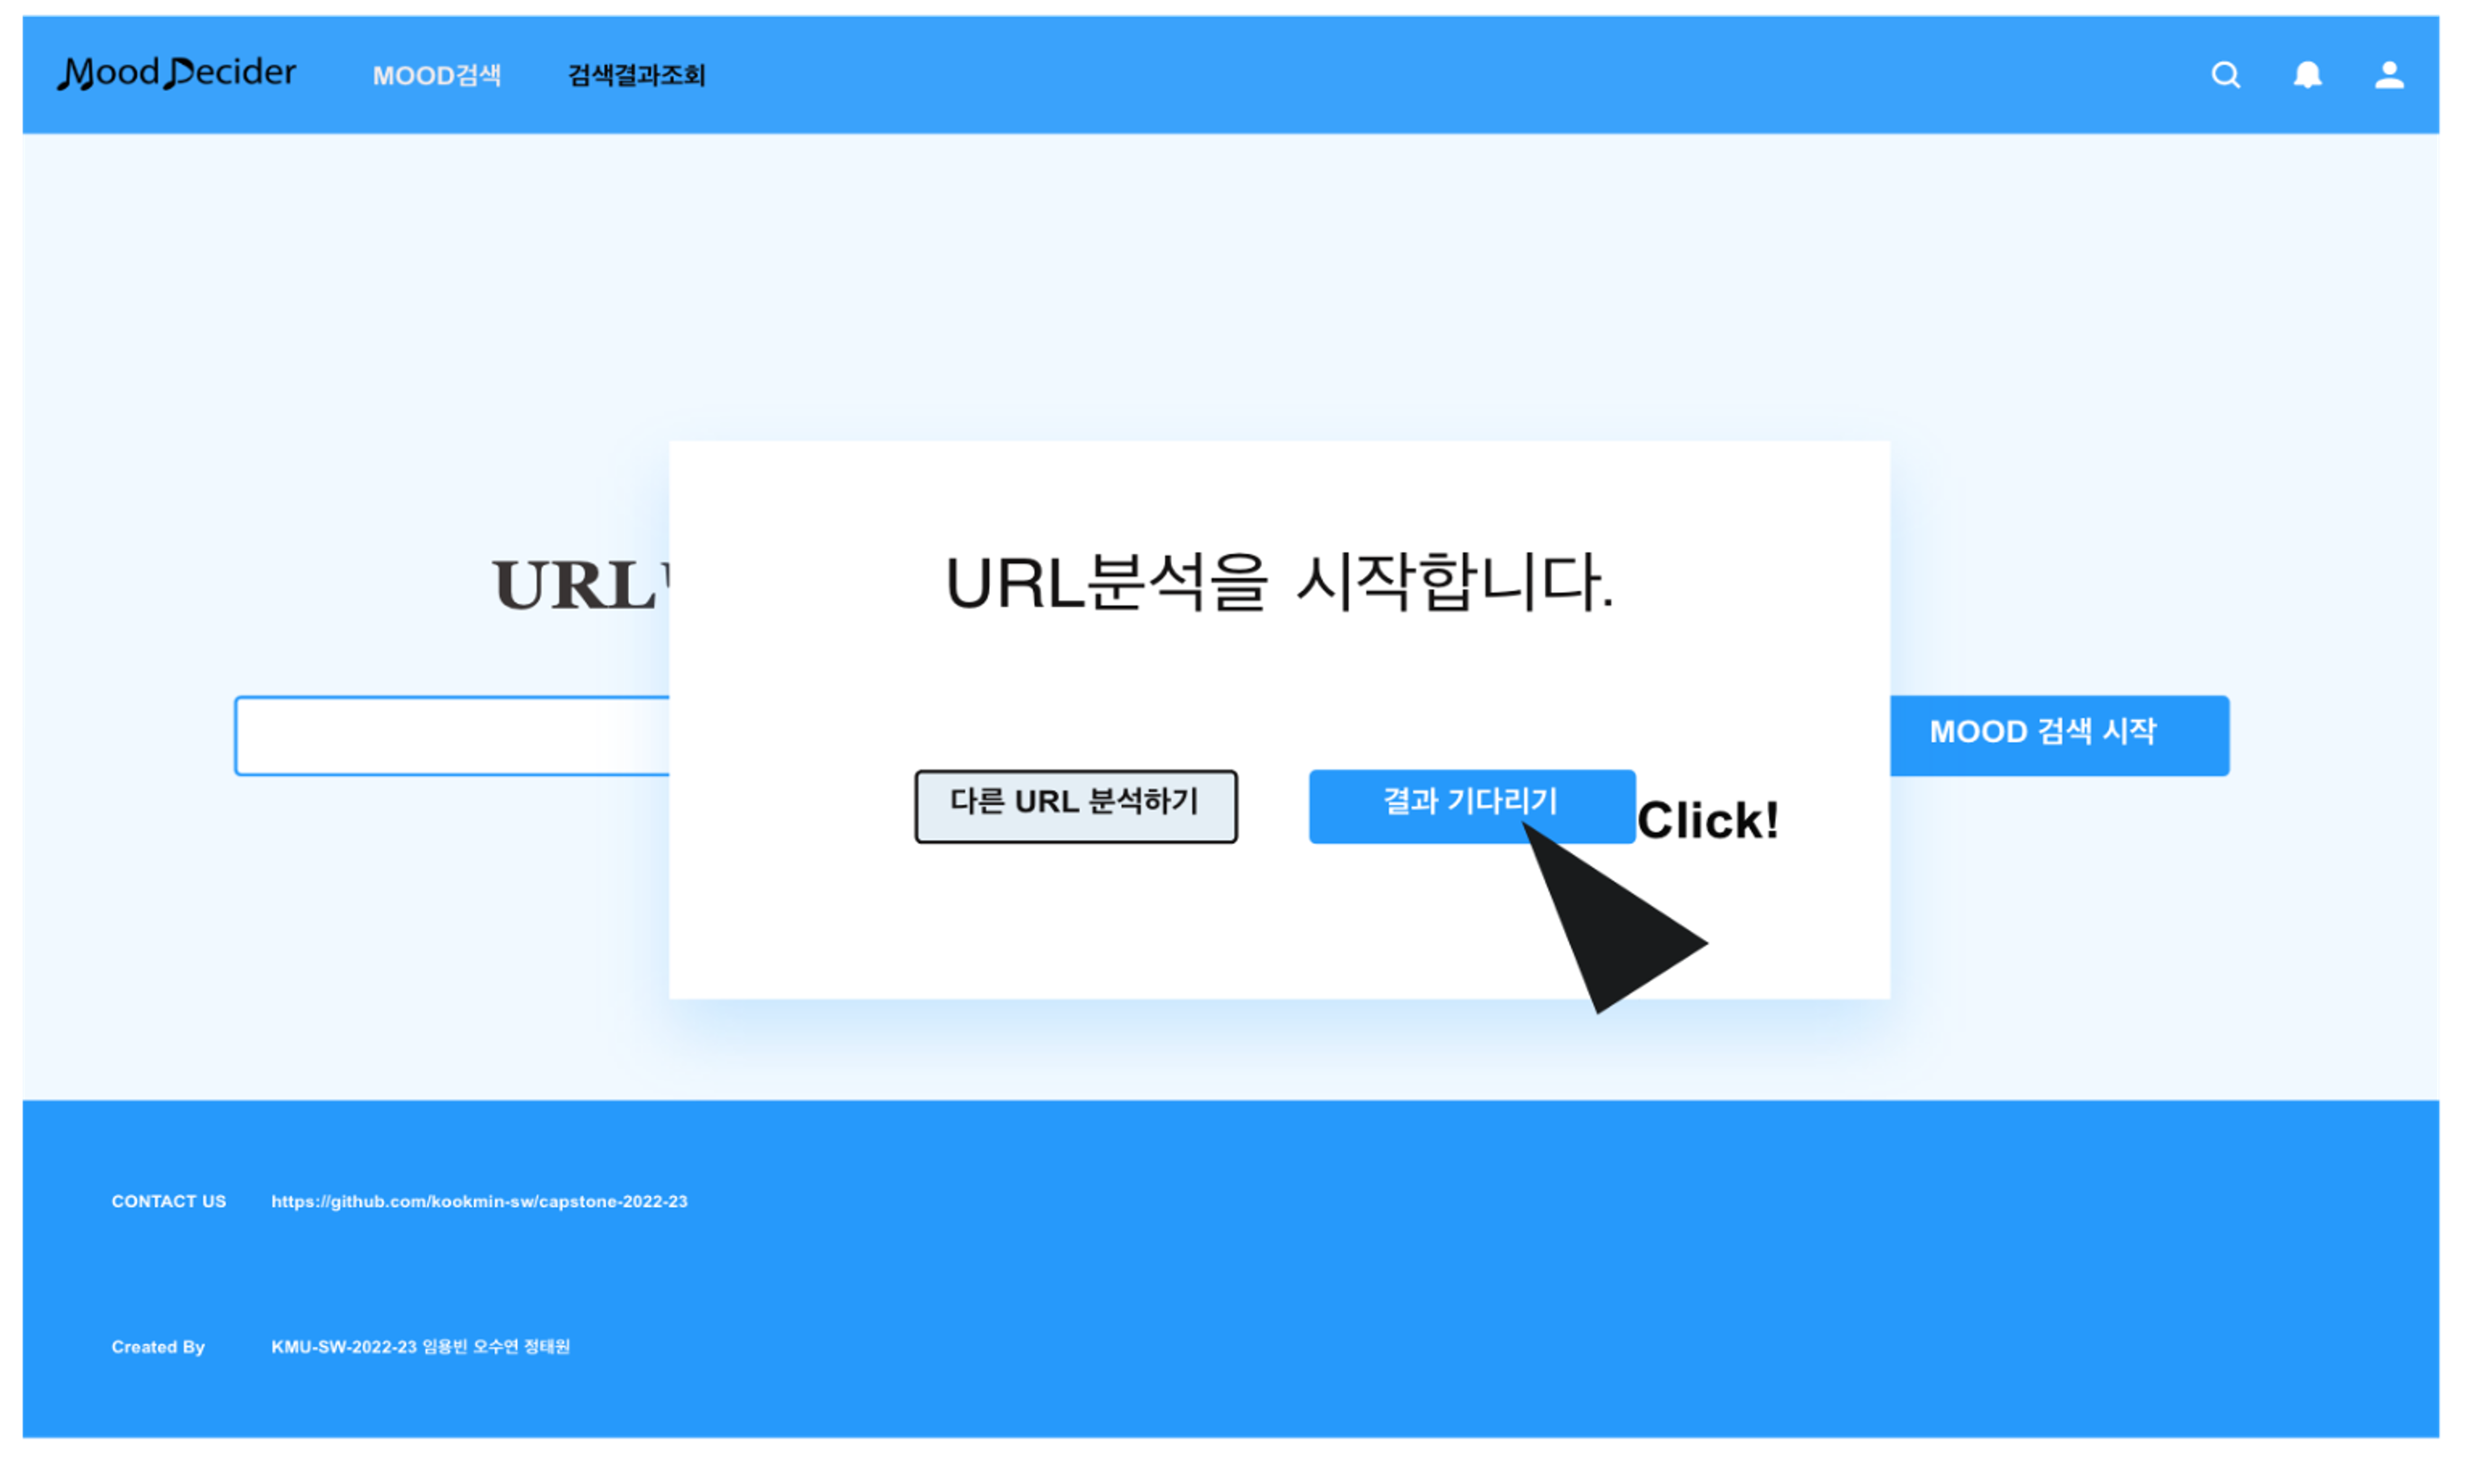 Mood Decider MOOD검색 검색결과조회
URL분석을 시작합니다.
URL
MOOD 검색 시작
다른 URL 분석하기 결과 기다리기 Click!
CONTACT US https://github.com/kookmin-sw/capstone-2022-23
Created By KMU-SW-2022-23 임용빈 오수연 정태원